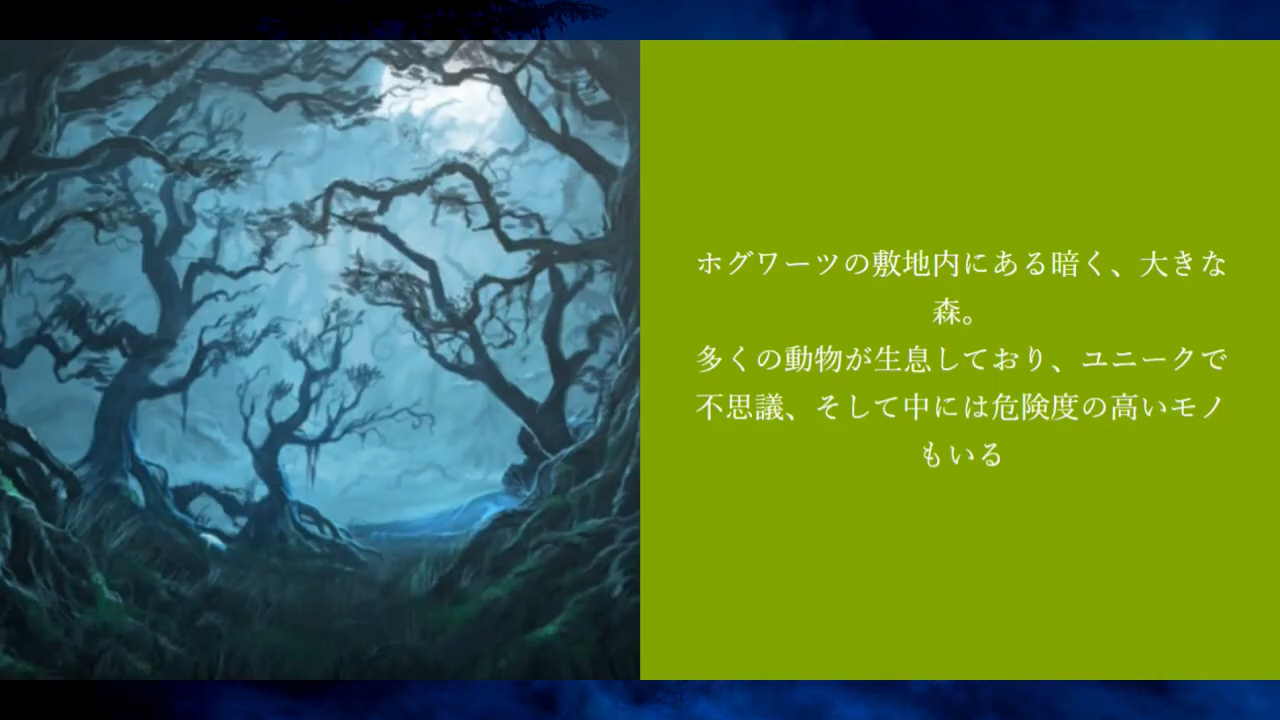 ホグワーツの敷地内にある暗く、大きな
森。
多くの動物が生息しており、ユニークで
不思議、そして中には危険度の高いモノ
もいる